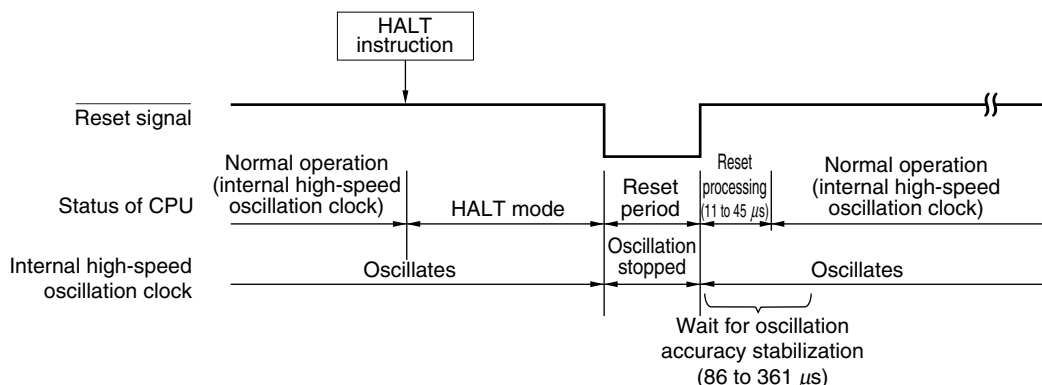 HALT
instruction
Reset signal
Normal operation
(internal high-speed
oscillation clock)
Status of CPU
HALT mode
Reset
period
Reset
processing
(11 to 45 μs)
Normal operation
(internal high-speed
oscillation clock)
Internal high-speed
oscillation clock
Oscillates
Oscillation
stopped
Oscillates
Wait for oscillation
accuracy stabilization
(86 to 361 μs)